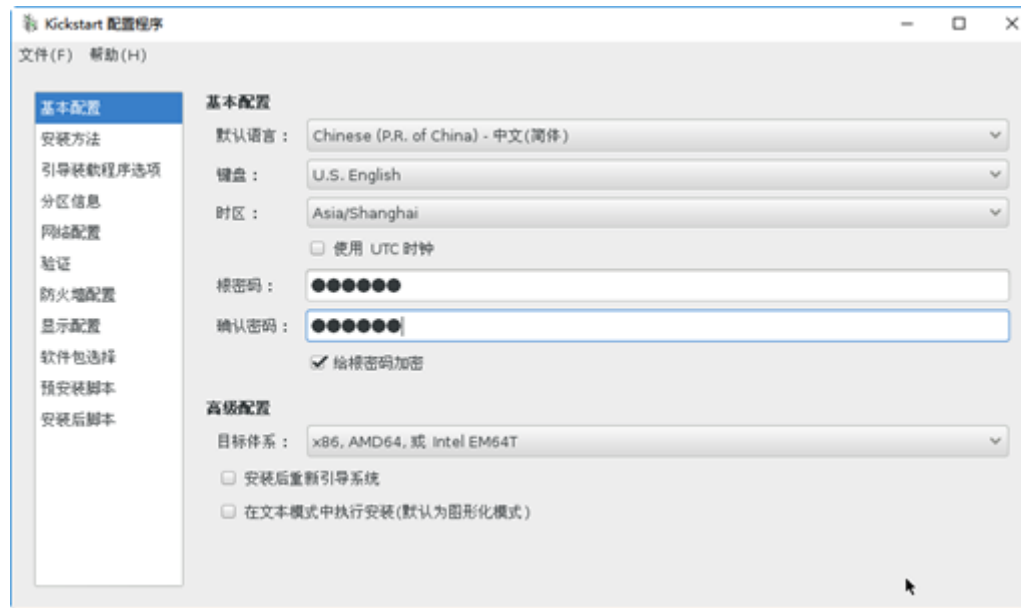 Kickstart 配置程序
文件(F) 帮助(H)
基本配置
安装方法
引导装载程序选项
分区信息
网络配置
验证
防火墙配置
显示配置
软件包选择
预安装脚本
安装后脚本
基本配置
默认语言： Chinese (P.R. of China) - 中文(简体)
键盘： U.S. English
时区： Asia/Shanghai
使用 UTC 时钟
根密码： ●●●●●●
确认密码： ●●●●●●
给根密码加密
高级配置
目标体系： x86, AMD64, 或 Intel EM64T
安装后重新引导系统
在文本模式中执行安装(默认为图形化模式)